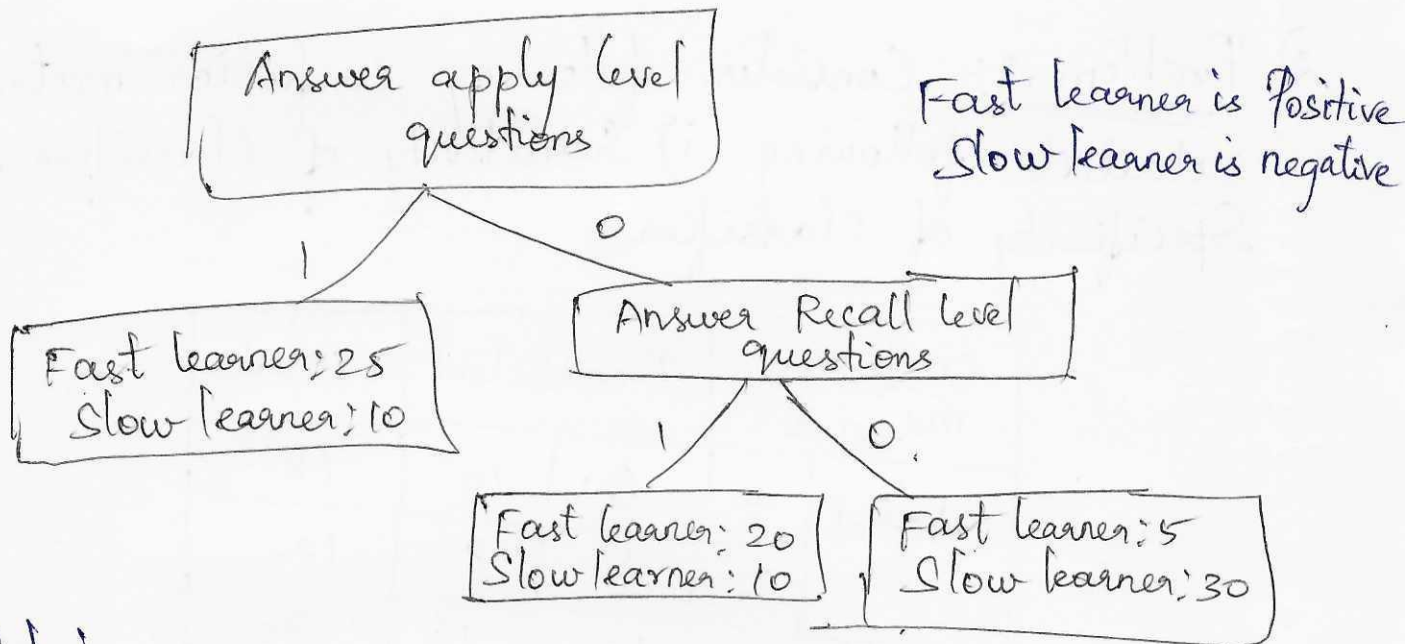 Answer apply level
questions
Fast learner is Positive
Slow learner is negative
1
0
Fast learner: 25
Slow learner: 10
Answer Recall level
questions
1
0
Fast learner: 20
Slow learner: 10
Fast learner: 5
Slow learner: 30